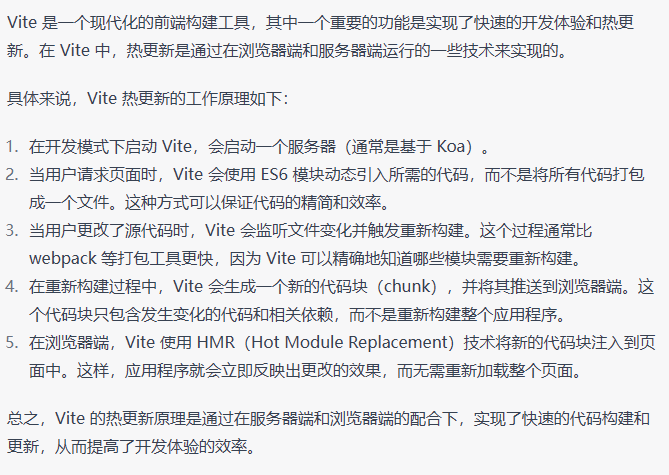 Vite 是一个现代化的前端构建工具，其中一个重要的功能是实现了快速的开发体验和热更
新。在 Vite 中，热更新是通过在浏览器端和服务器端运行的一些技术来实现的。
具体来说，Vite 热更新的工作原理如下：
1. 在开发模式下启动 Vite，会启动一个服务器（通常是基于 Koa）。
2. 当用户请求页面时，Vite 会使用 ES6 模块动态引入所需的代码，而不是将所有代码打包
成一个文件。这种方式可以保证代码的精简和效率。
3. 当用户更改了源代码时，Vite 会监听文件变化并触发重新构建。这个过程通常比
webpack 等打包工具更快，因为 Vite 可以精确地知道哪些模块需要重新构建。
4. 在重新构建过程中，Vite 会生成一个新的代码块（chunk），并将其推送到浏览器端。这
个代码块只包含发生变化的代码和相关依赖，而不是重新构建整个应用程序。
5. 在浏览器端，Vite 使用 HMR（Hot Module Replacement）技术将新的代码块注入到页
面中。这样，应用程序就会立即反映出更改的效果，而无需重新加载整个页面。
总之，Vite 的热更新原理是通过在服务器端和浏览器端的配合下，实现了快速的代码构建和
更新，从而提高了开发体验的效率。